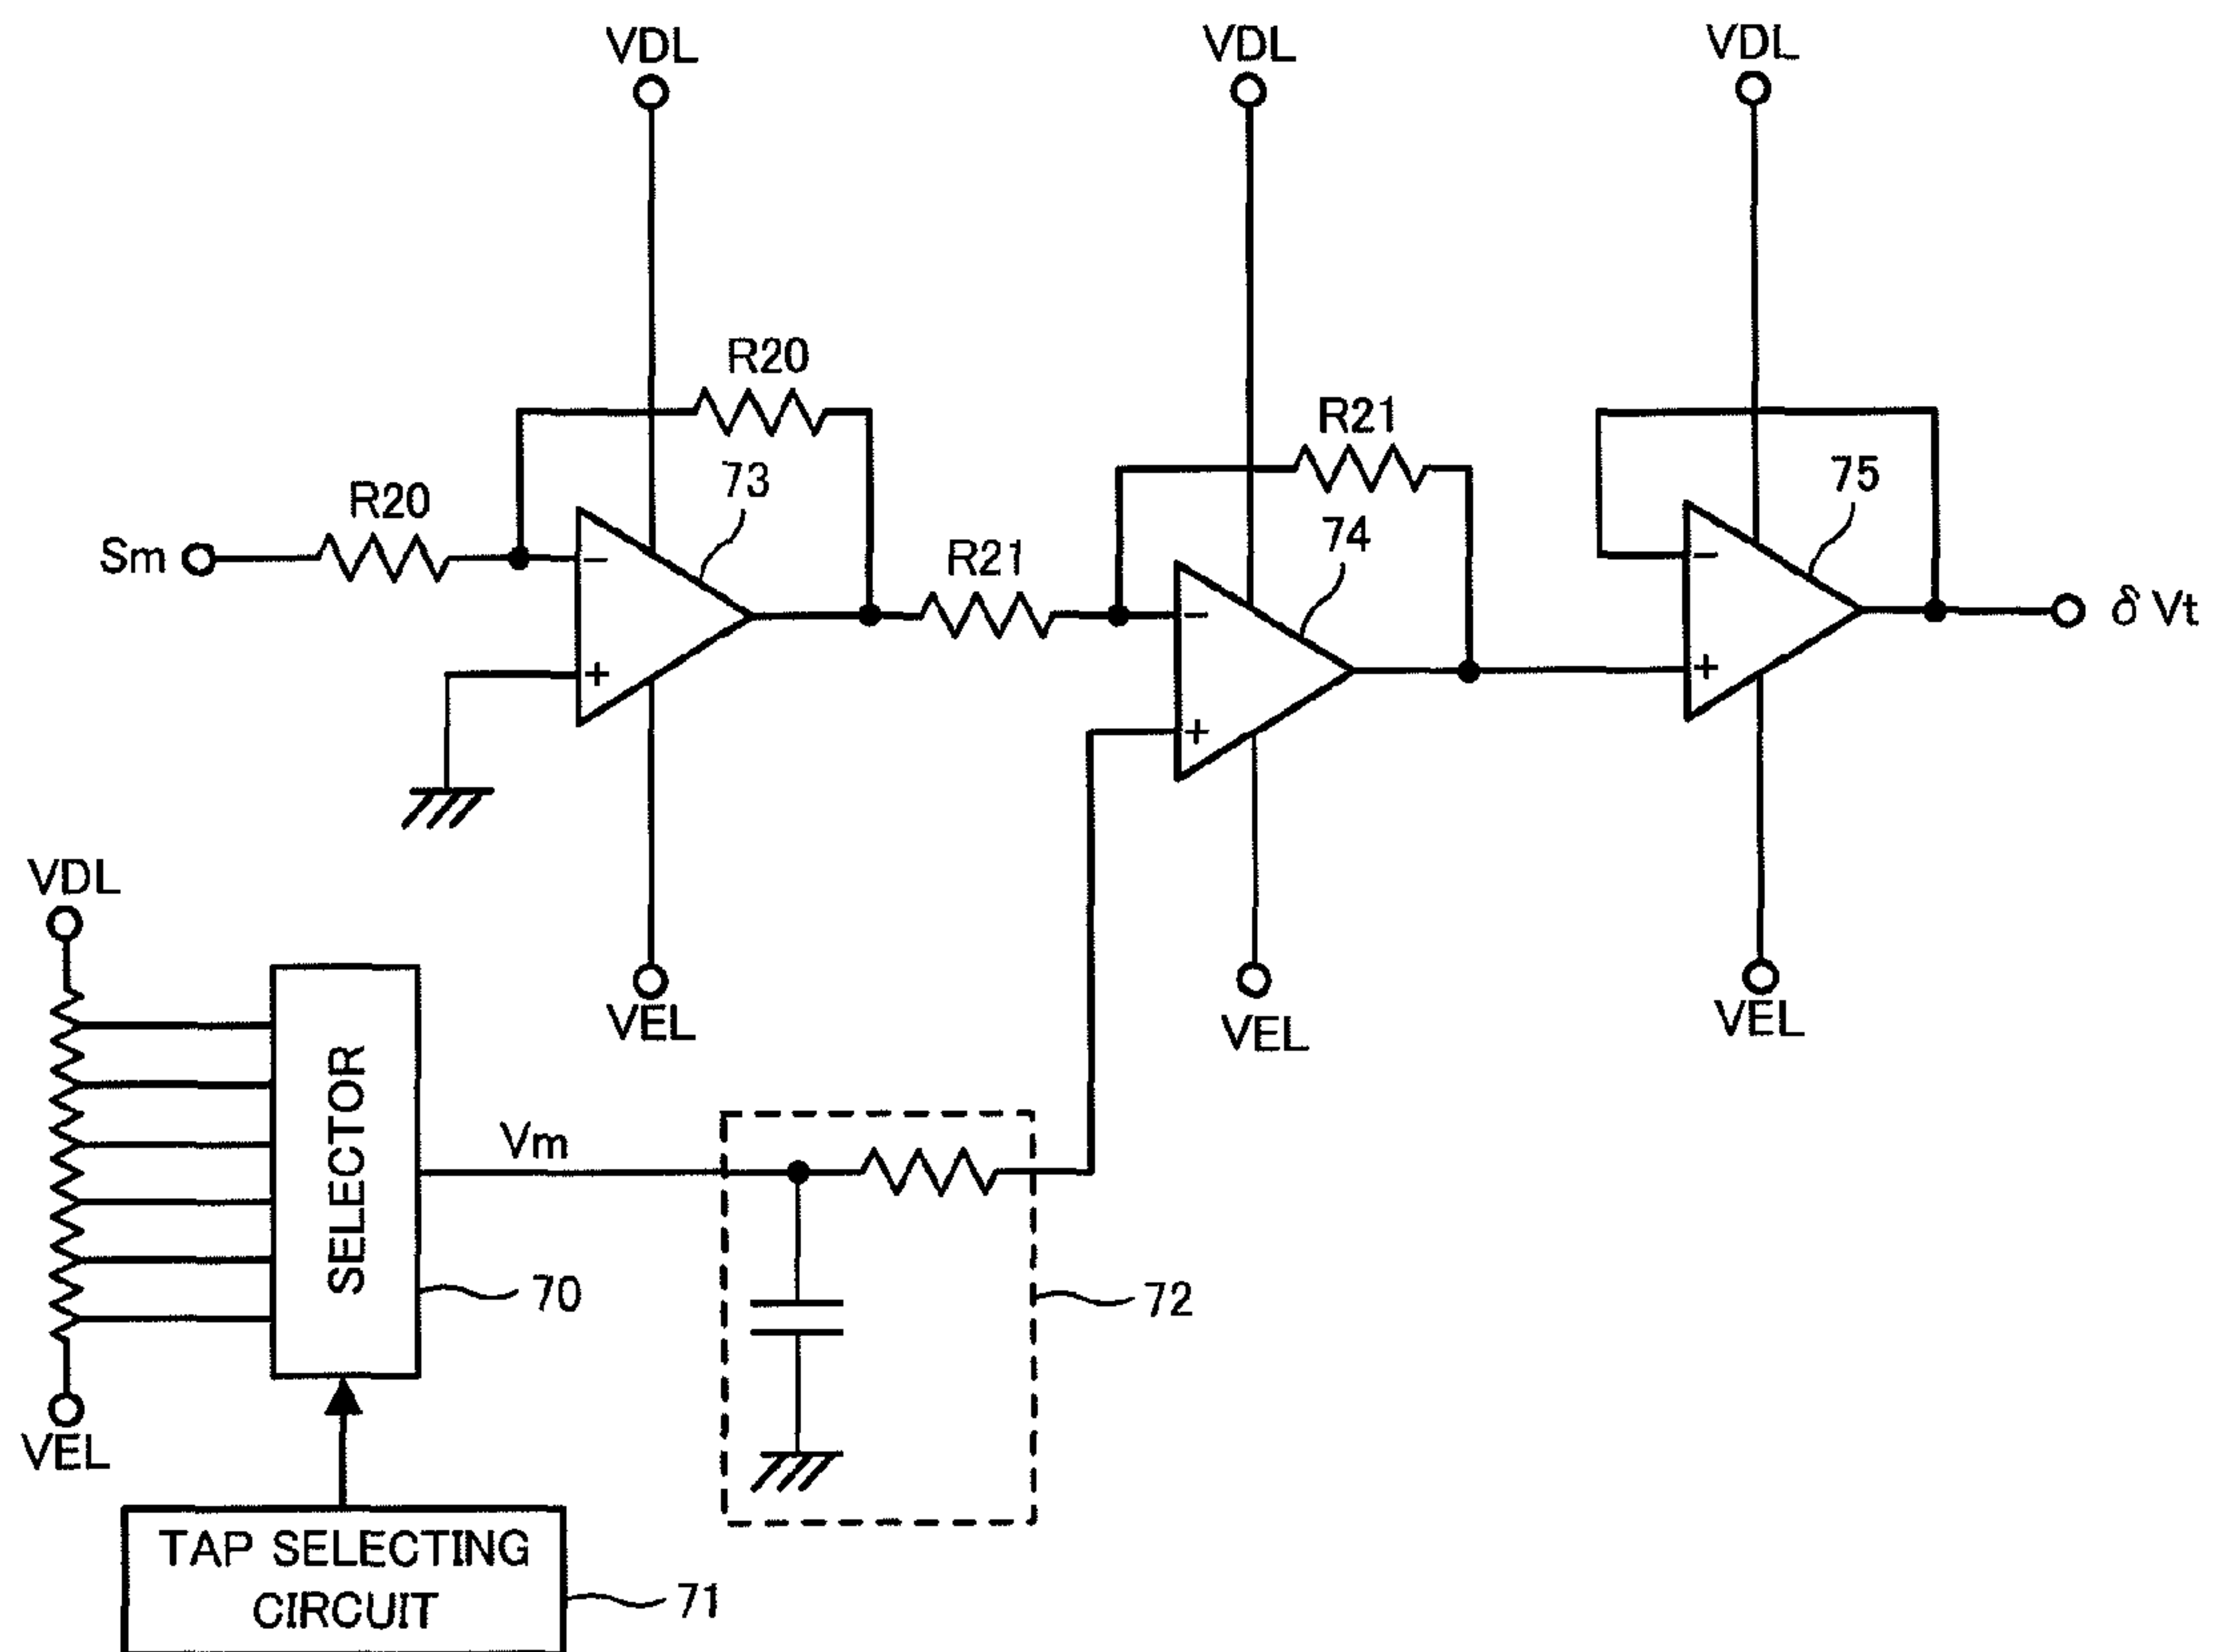 VDL
VDL
VDL
R20
R21
73
75
R20
74
Sm
R21
−
−
−
δ Vt
+
+
+
VDL
VEL
VEL
VEL
SELECTOR
Vm
70
72
VEL
TAP SELECTING
CIRCUIT
71